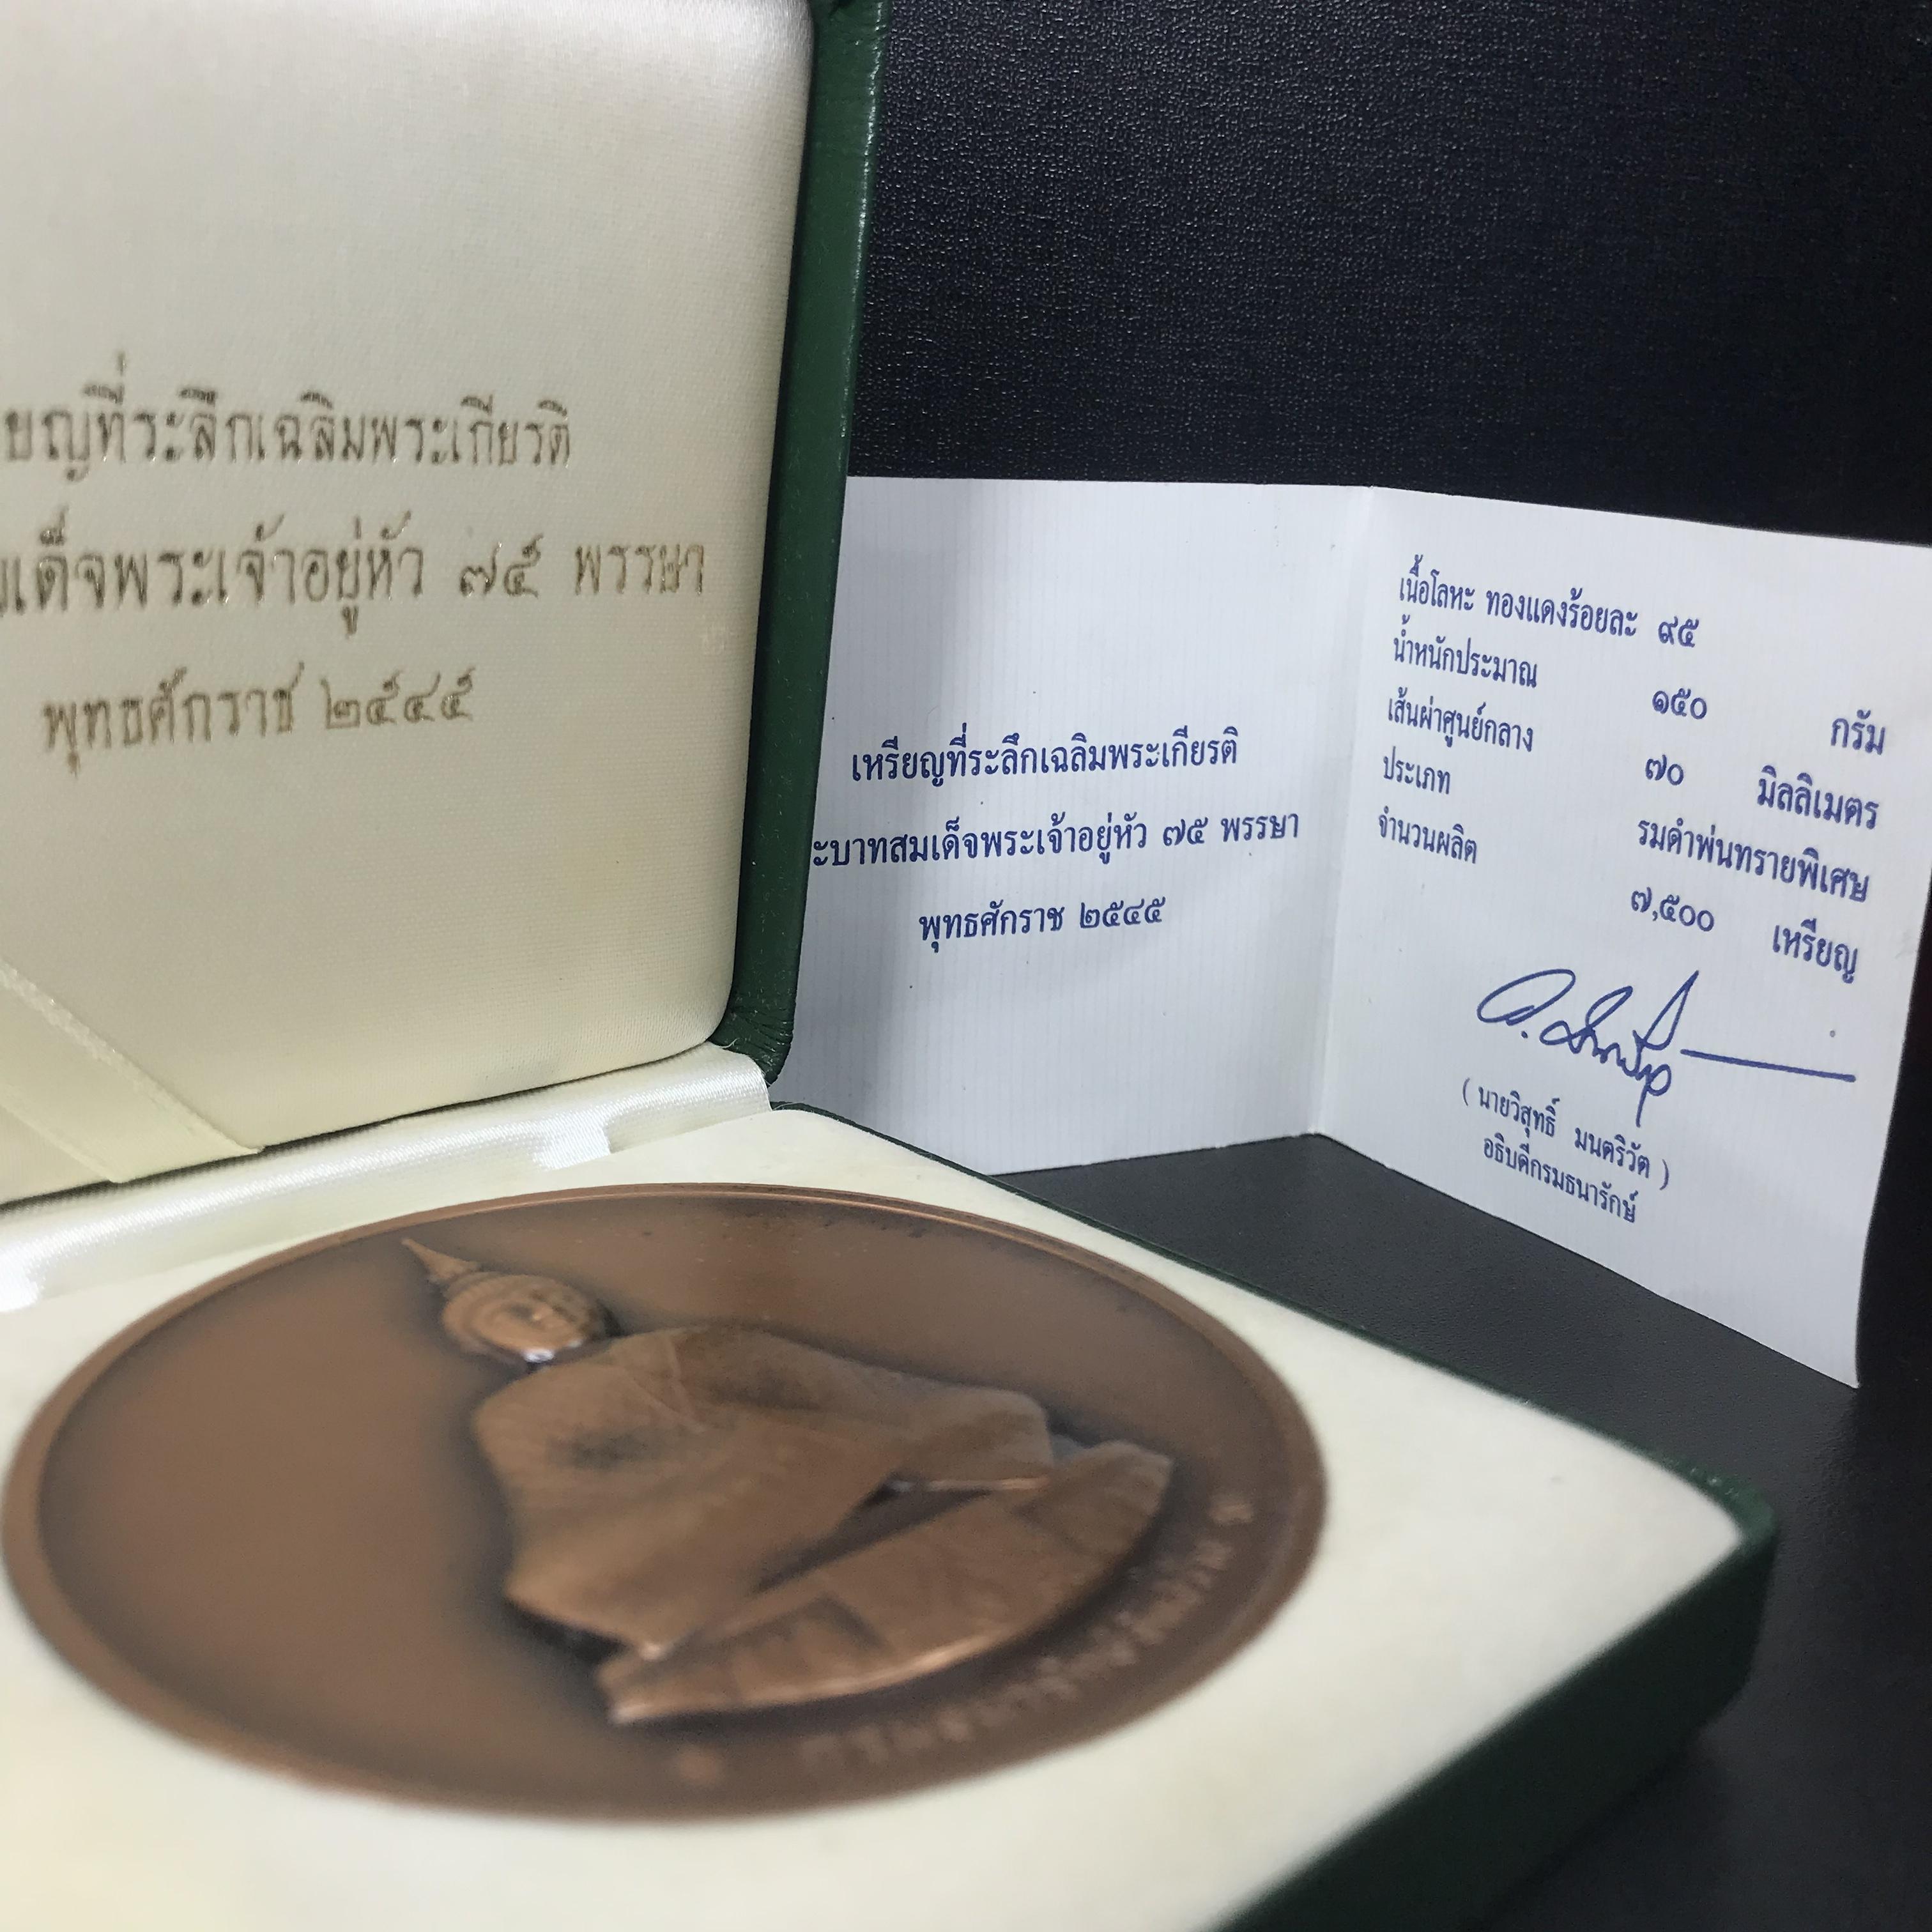 ยญที่ระลึกเฉลิมพระเกียรติ
มเด็จพระเจ้าอยู่หัว ๗๕ พรรษา
พุทธศักราช ๒๕๔๕
เหรียญที่ระลึกเฉลิมพระเกียรติ
ะบาทสมเด็จพระเจ้าอยู่หัว ๗๕ พรรษา
พุทธศักราช ๒๕๔๕
เนื้อโลหะ ทองแดงร้อยละ ๙๕
น้ำหนักประมาณ ๑๕๐ กรัม
เส้นผ่าศูนย์กลาง ๗๐ มิลลิเมตร
ประเภท รมดำพ่นทรายพิเศษ
จำนวนผลิต ๗,๕๐๐ เหรียญ
( นายวิสุทธิ์ มนตริวัต )
อธิบดีกรมธนารักษ์